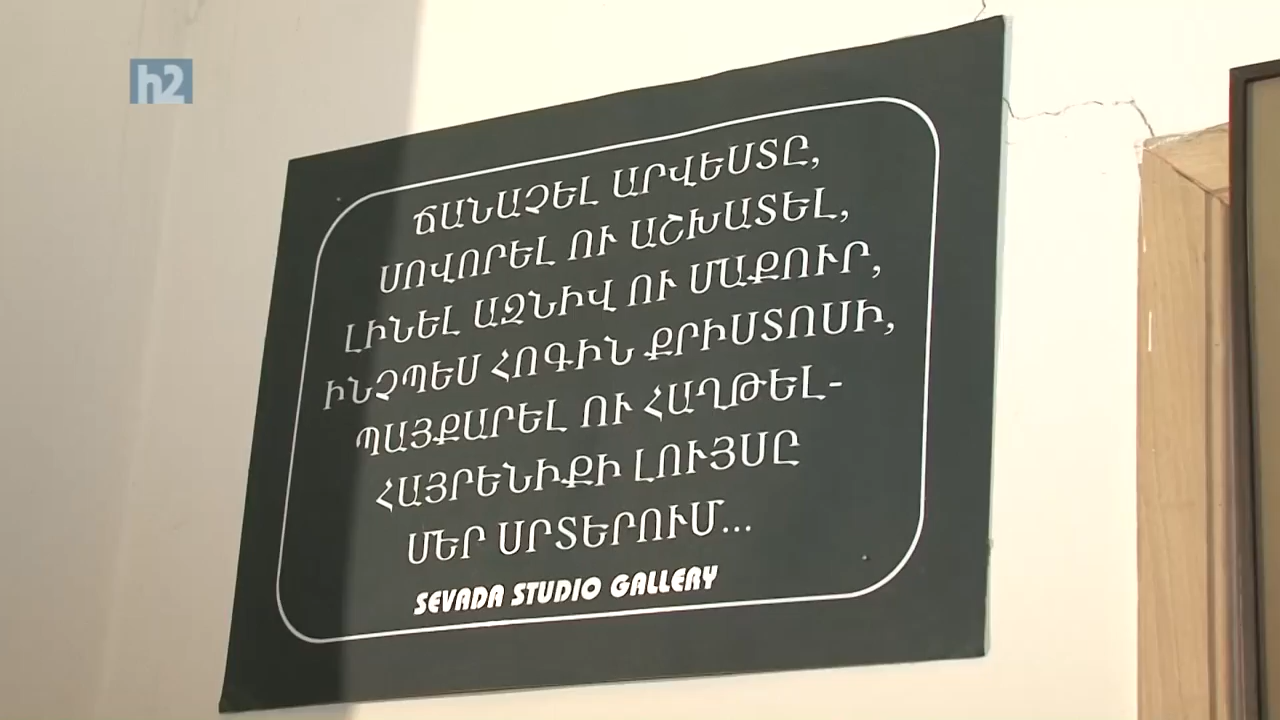 h2
ՃԱՆԱՉԵԼ ԱՐՎԵՍՏԸ,
ՍՈՎՈՐԵԼ ՈՒ ԱՇԽԱՏԵԼ,
ԼԻՆԵԼ ԱԶՆԻՎ ՈՒ ՄԱՔՈՒՐ,
ԻՆՉՊԵՍ ՀՈԳԻՆ ՔՐԻՍՏՈՍԻ,
ՊԱՅՔԱՐԵԼ ՈՒ ՀԱՂԹԵԼ-
ՀԱՅՐԵՆԻՔԻ ԼՈՒՅՍԸ
ՄԵՐ ՍՐՏԵՐՈՒՄ...
SEVADA STUDIO GALLERY